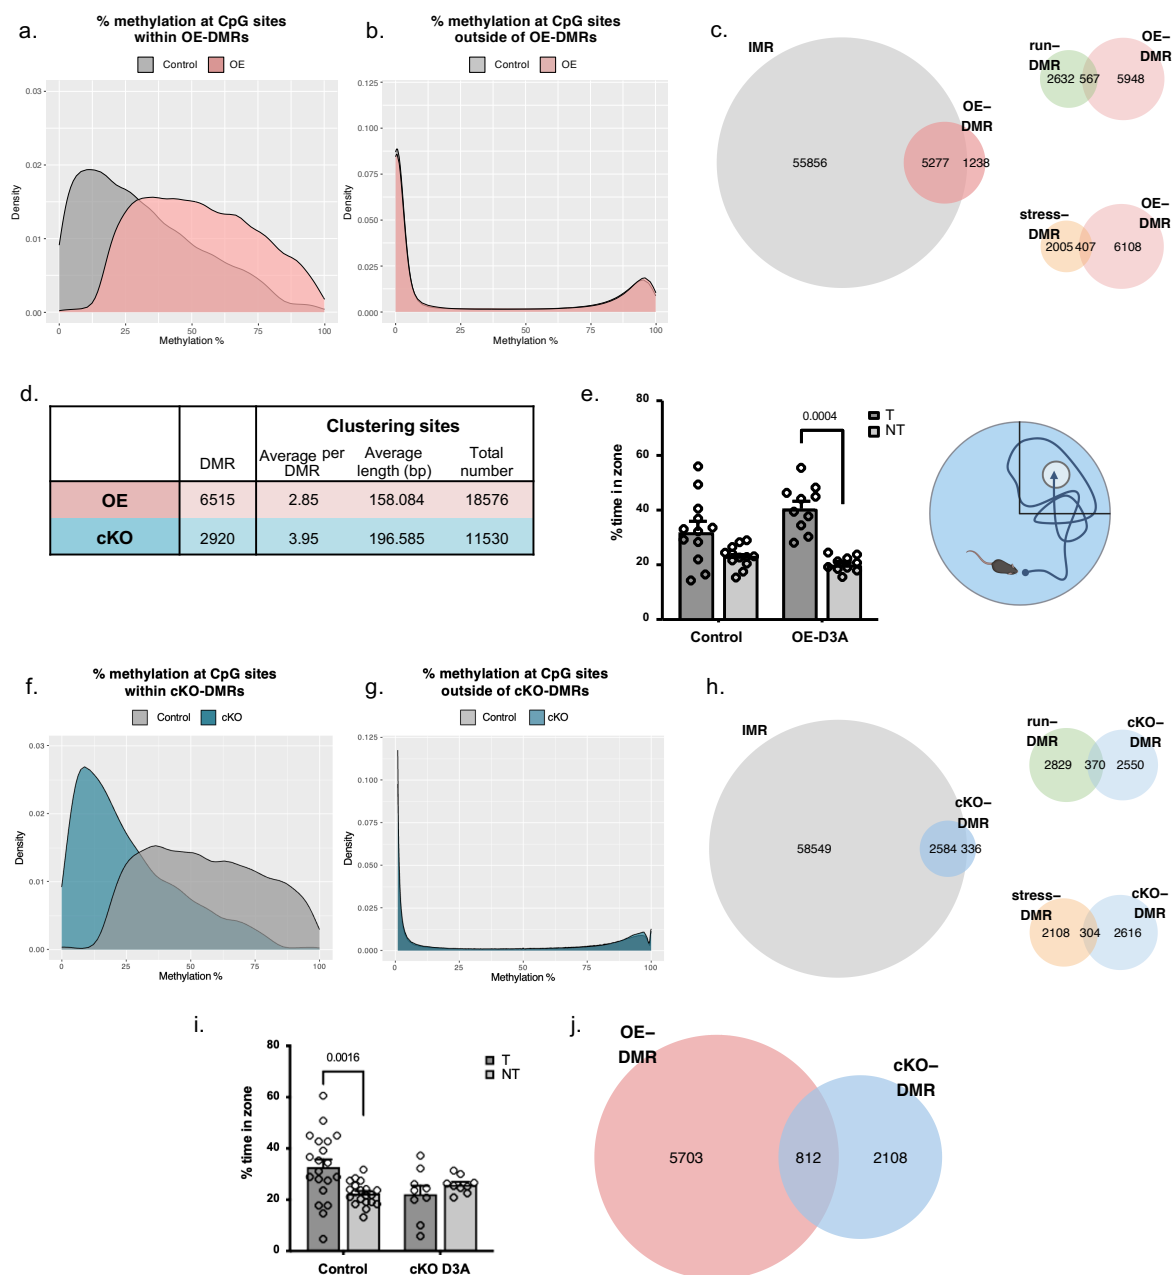 a.
% methylation at CpG sites
within OE-DMRs
Control
OE
0.03
0.02
0.01
0.00
Density
0
25
50
75
100
Methylation %
b.
% methylation at CpG sites
outside of OE-DMRs
Control
OE
0.125
0.100
0.075
0.050
0.025
0.000
Density
0
25
50
75
100
Methylation %
c.
IMR
OE–
DMR
55856
5277
1238
run–
DMR
OE–
DMR
2632
567
5948
stress–
DMR
OE–
DMR
2005
407
6108
d.
Clustering sites
DMR
Average per
DMR
Average
length (bp)
Total
number
OE
6515
2.85
158.084
18576
cKO
2920
3.95
196.585
11530
e.
80
60
40
20
0
% time in zone
0.0004
T
NT
Control
OE-D3A
f.
% methylation at CpG sites
within cKO-DMRs
Control
cKO
0.03
0.02
0.01
0.00
Density
0
25
50
75
100
Methylation %
g.
% methylation at CpG sites
outside of cKO-DMRs
Control
cKO
0.125
0.100
0.075
0.050
0.025
0.000
Density
0
25
50
75
100
Methylation %
h.
IMR
cKO–
DMR
58549
2584
336
run–
DMR
cKO–
DMR
2829
370
2550
stress–
DMR
cKO–
DMR
2108
304
2616
i.
80
60
40
20
0
% time in zone
0.0016
T
NT
Control
cKO D3A
j.
OE–
DMR
cKO–
DMR
5703
812
2108